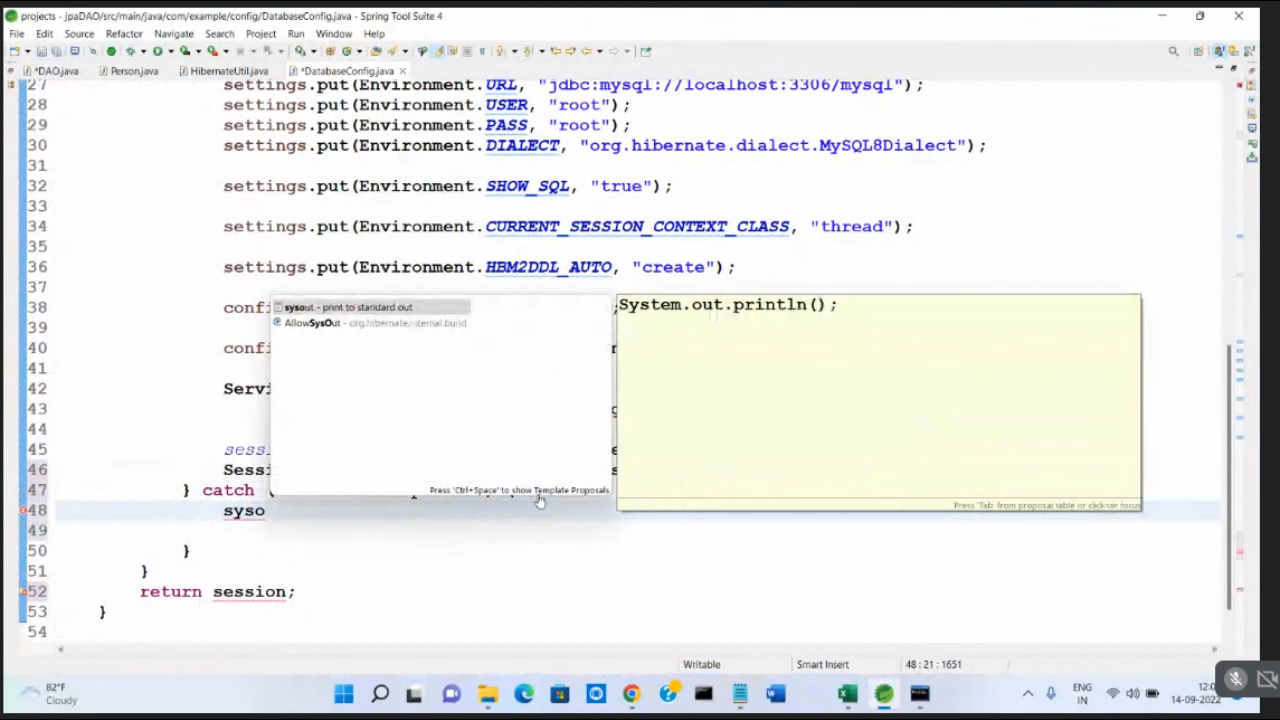 projects - jpaDAO/src/main/java/com/example/config/DatabaseConfig.java - Spring Tool Suite 4
File Edit Source Refactor Navigate Search Project Run Window Help
*DAO.java Person.java HibernateUtil.java *DatabaseConfig.java
27 settings.put(Environment.URL, "jdbc:mysql://localhost:3306/mysql");
28 settings.put(Environment.USER, "root");
29 settings.put(Environment.PASS, "root");
30 settings.put(Environment.DIALECT, "org.hibernate.dialect.MySQL8Dialect");
31
32 settings.put(Environment.SHOW_SQL, "true");
33
34 settings.put(Environment.CURRENT_SESSION_CONTEXT_CLASS, "thread");
35
36 settings.put(Environment.HBM2DDL_AUTO, "create");
37
38 confi
sysout - print to standard out
System.out.println();
AllowSysOut - org.hibernate.internal.build
39
40 confi
41
42 Servi
43
44
45 sessi
46 Sessi
47 } catch (
Press 'Ctrl+Space' to show Template Proposals
Press 'Tab' from proposal table or click for focus
48 syso
49
50 }
51 }
52 return session;
53 }
54
Writable Smart Insert 48 : 21 : 1651
82°F
Cloudy
ENG
IN
14-09-2022